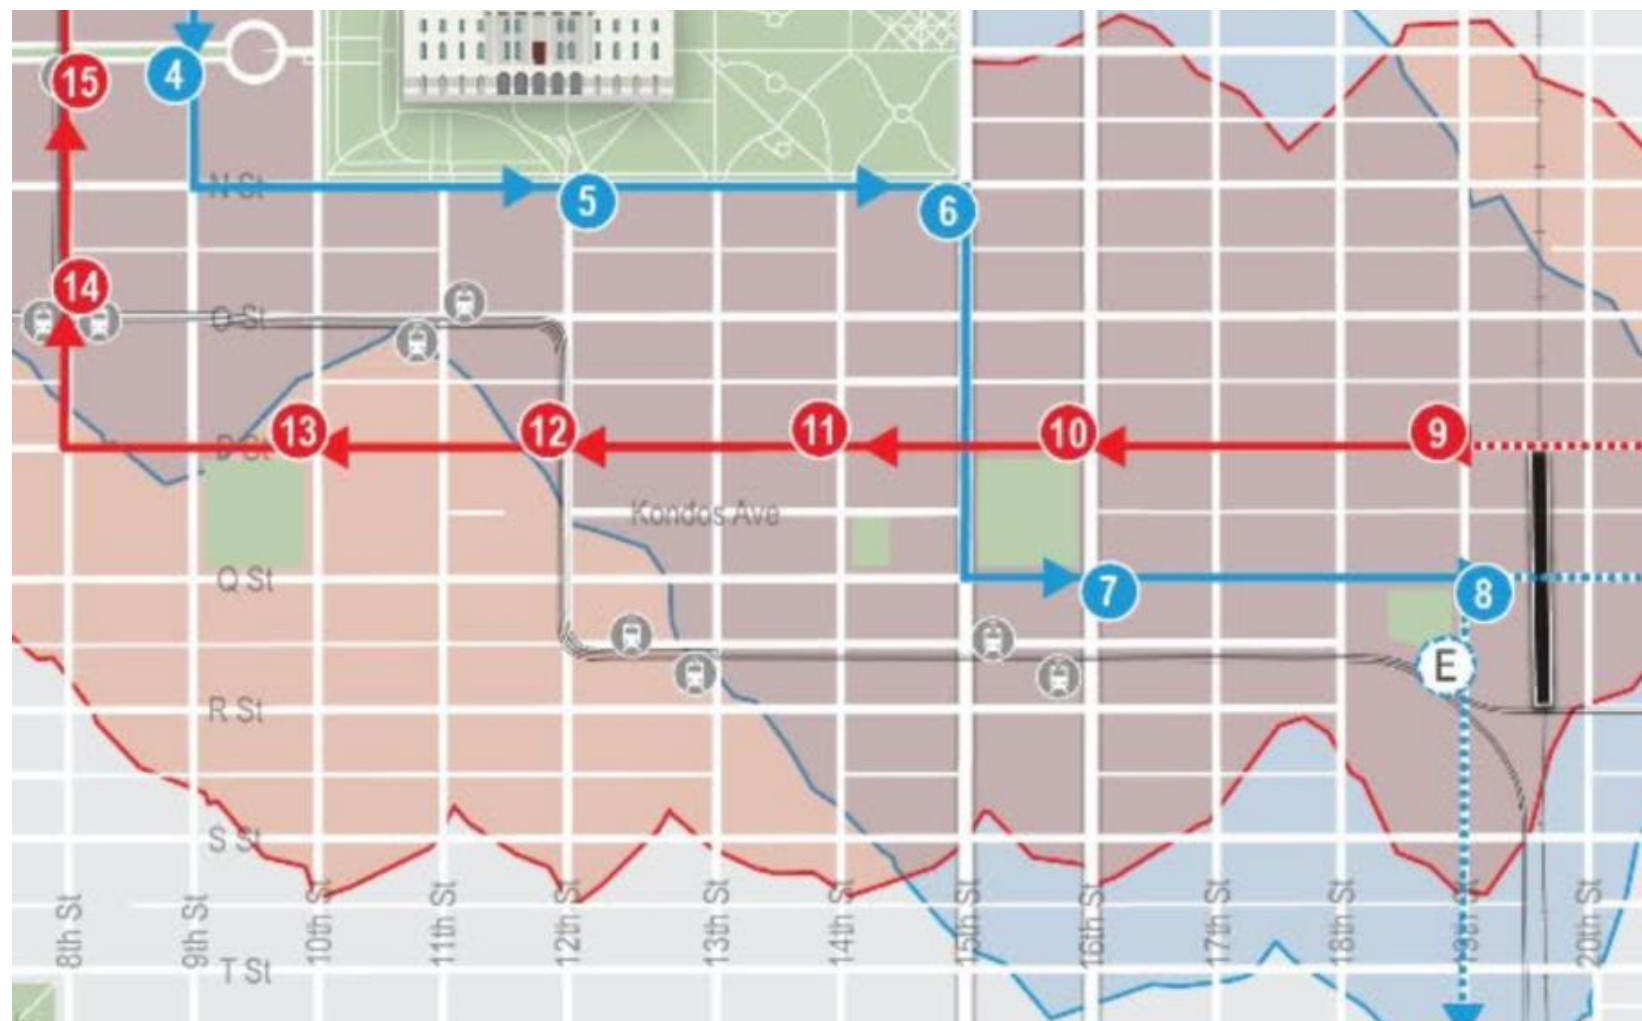 15
4
N St
5
6
14
O St
13
12
11
10
9
P St
Kondos Ave
Q St
7
8
E
R St
S St
8th St
9th St
10th St
11th St
12th St
13th St
14th St
15th St
16th St
17th St
18th St
19th St
20th St
T St